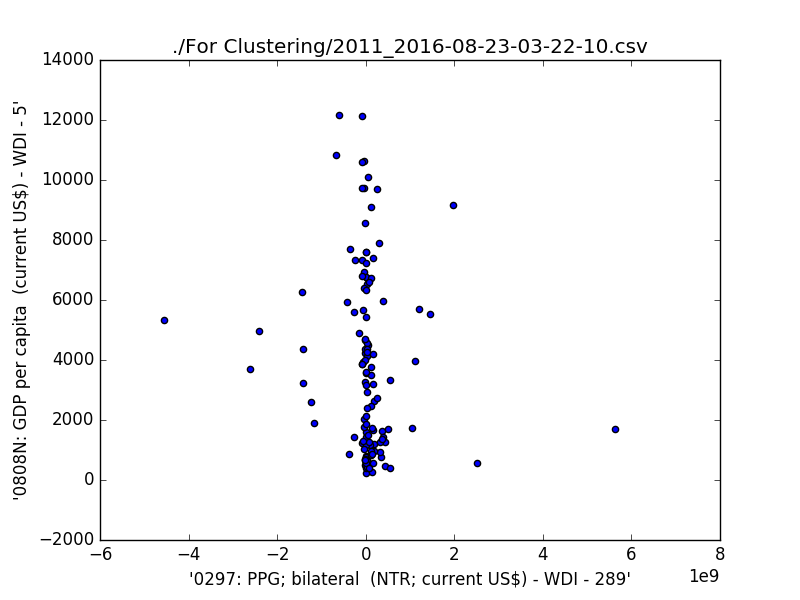 ./For Clustering/2011_2016-08-23-03-22-10.csv
14000
12000
10000
8000
6000
4000
2000
0
−2000
'0808N: GDP per capita  (current US$) - WDI - 5'
−6 −4 −2 0 2 4 6 8
1e9
'0297: PPG; bilateral  (NTR; current US$) - WDI - 289'